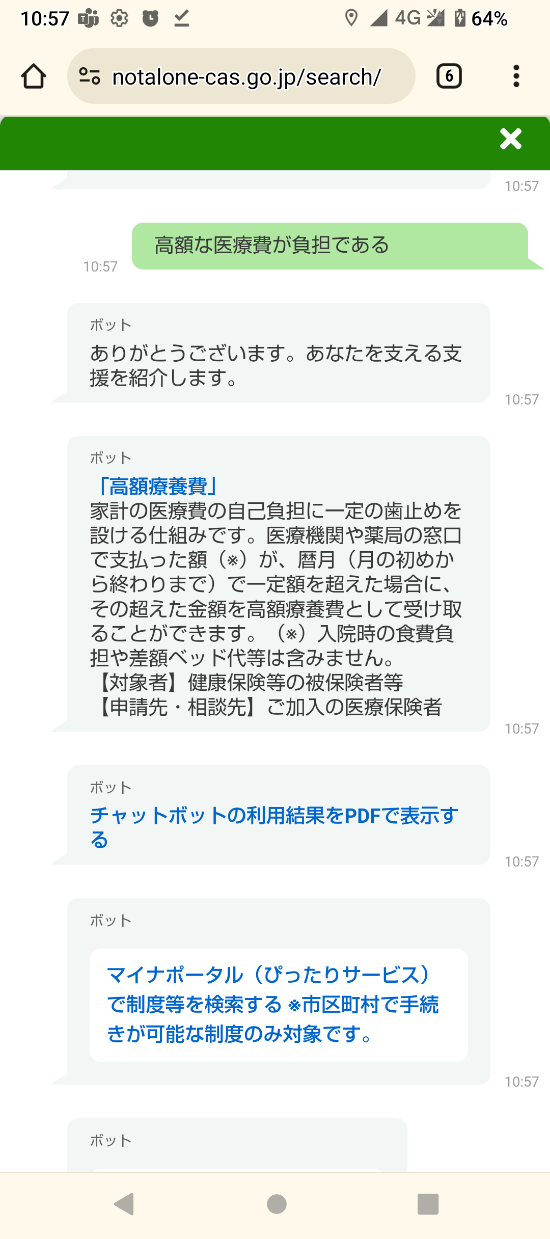 10:57 4G 64%
notalone-cas.go.jp/search/ 6
10:57
高額な医療費が負担である
10:57
ボット
ありがとうございます。あなたを支える支
援を紹介します。
10:57
ボット
「高額療養費」
家計の医療費の自己負担に一定の歯止めを
設ける仕組みです。医療機関や薬局の窓口
で支払った額（※）が、暦月（月の初めか
ら終わりまで）で一定額を超えた場合に、
その超えた金額を高額療養費として受け取
ることができます。（※）入院時の食費負
担や差額ベッド代等は含みません。
【対象者】健康保険等の被保険者等
【申請先・相談先】ご加入の医療保険者
10:57
ボット
チャットボットの利用結果をPDFで表示す
る
10:57
ボット
マイナポータル（ぴったりサービス）
で制度等を検索する ※市区町村で手続
きが可能な制度のみ対象です。
10:57
ボット